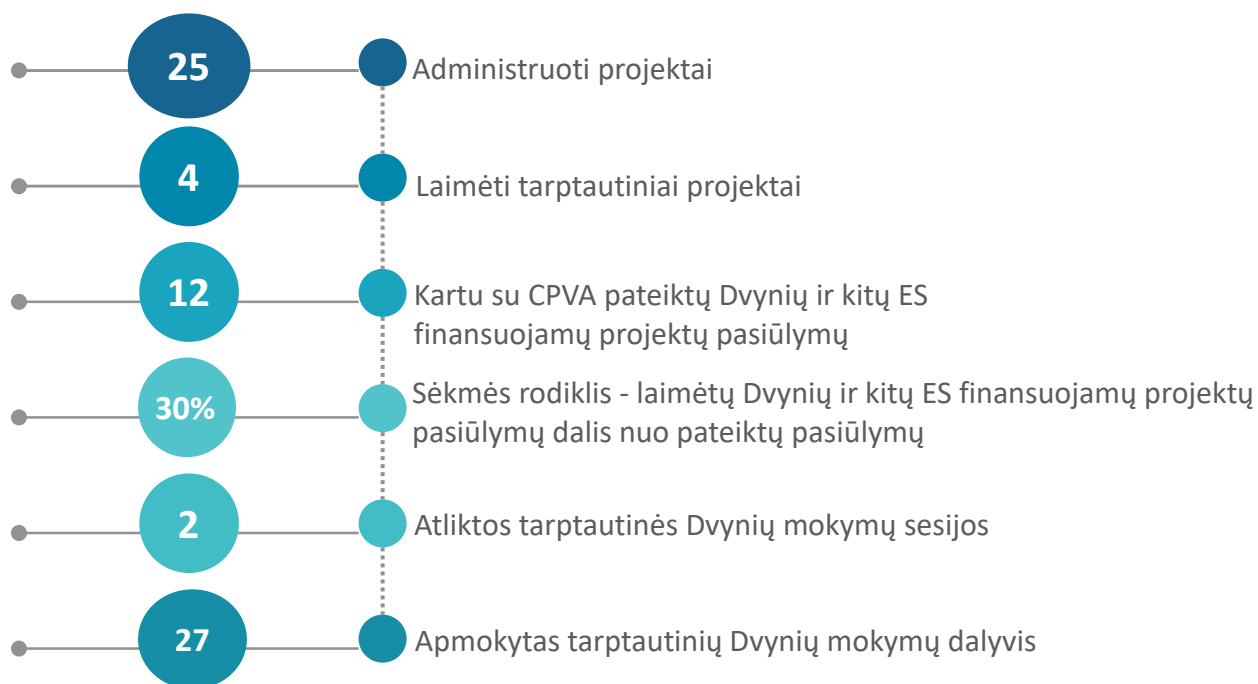 25
Administruoti projektai
4
Laimėti tarptautiniai projektai
12
Kartu su CPVA pateiktų Dvynių ir kitų ES
finansuojamų projektų pasiūlymų
30%
Sėkmės rodiklis - laimėtų Dvynių ir kitų ES finansuojamų projektų
pasiūlymų dalis nuo pateiktų pasiūlymų
2
Atliktos tarptautinės Dvynių mokymų sesijos
27
Apmokytas tarptautinių Dvynių mokymų dalyvis